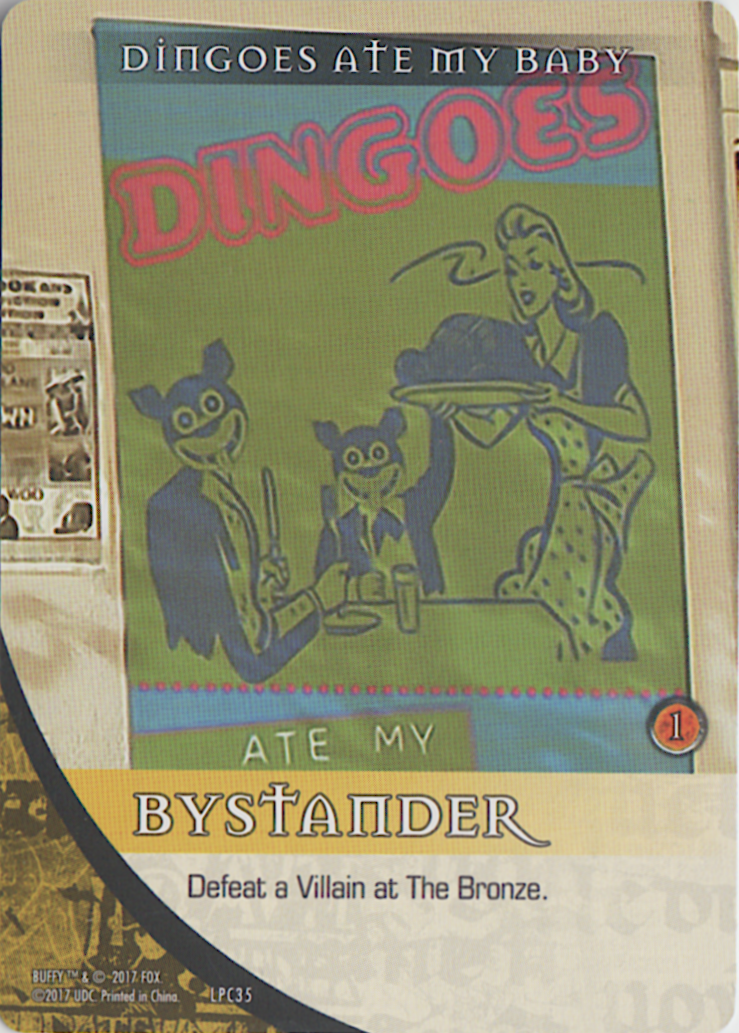 DINGOES ATE MY BABY
DINGOES
WN
ATE MY
1
BYSTANDER
Defeat a Villain at The Bronze.
BUFFY™ & © 2017 FOX.
©2017 UDC. Printed in China. LPC35